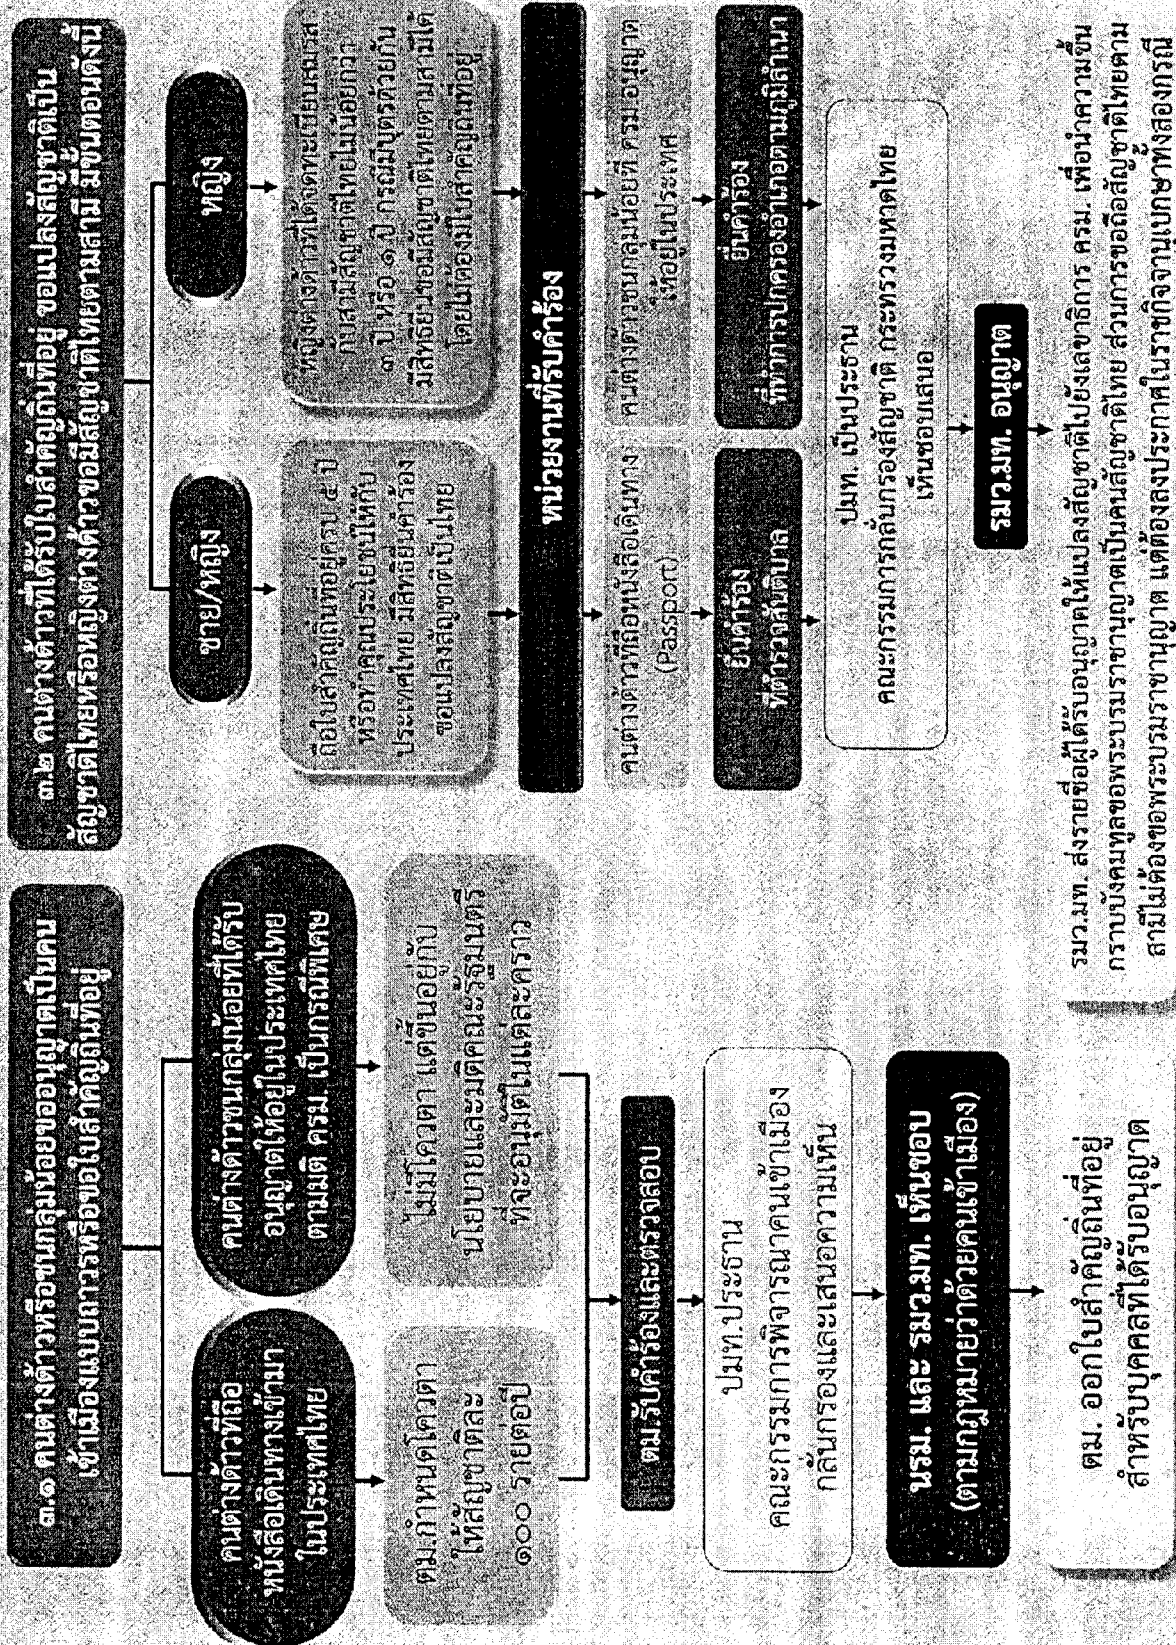 ๓.๑ คนต่างด้าวหรือชนกลุ่มน้อยขออนุญาตเป็นคน
เข้าเมืองแบบถาวรหรือขอใบสำคัญถิ่นที่อยู่
คนต่างด้าวที่ถือ
หนังสือเดินทางเข้ามา
ในประเทศไทย
คนต่างด้าวชนกลุ่มน้อยที่ได้รับ
อนุญาตให้อยู่ในประเทศไทย
ตามมติ ครม. เป็นกรณีพิเศษ
ตม.กำหนดโควตา
ให้สัญชาติละ
๑๐๐ รายต่อปี
ไม่มีโควตา แต่ขึ้นอยู่กับ
นโยบายและมติคณะรัฐมนตรี
ที่จะอนุมัติในแต่ละคราว
ตม.รับคำร้องและตรวจสอบ
ปมท.ประธาน
คณะกรรมการพิจารณาคนเข้าเมือง
กลั่นกรองและเสนอความเห็น
นรม. และ รมว.มท. เห็นชอบ
(ตามกฎหมายว่าด้วยคนเข้าเมือง)
ตม. ออกใบสำคัญถิ่นที่อยู่
สำหรับบุคคลที่ได้รับอนุญาต
๓.๒ คนต่างด้าวที่ได้รับใบสำคัญถิ่นที่อยู่ ขอแปลงสัญชาติเป็น
สัญชาติไทยหรือหญิงต่างด้าวขอมีสัญชาติไทยตามสามี มีขั้นตอนดังนี้
ชาย/หญิง
หญิง
ถือใบสำคัญถิ่นที่อยู่ครบ ๕ ปี
หรือทำคุณประโยชน์ให้กับ
ประเทศไทย มีสิทธิยื่นคำร้อง
ขอแปลงสัญชาติเป็นไทย
หญิงต่างด้าวที่ได้จดทะเบียนสมรส
กับสามีสัญชาติไทยไม่น้อยกว่า
๓ ปี หรือ ๑ ปี กรณีมีบุตรด้วยกัน
มีสิทธิยื่นขอมีสัญชาติไทยตามสามีได้
โดยไม่ต้องมีใบสำคัญถิ่นที่อยู่
หน่วยงานที่รับคำร้อง
คนต่างด้าวที่ถือหนังสือเดินทาง
(Passport)
คนต่างด้าวชนกลุ่มน้อยที่ ครม.อนุญาต
ให้อยู่ในประเทศ
ยื่นคำร้อง
ที่ตำรวจสันติบาล
ยื่นคำร้อง
ที่ทำการปกครองอำเภอตามภูมิลำเนา
ปมท. เป็นประธาน
คณะกรรมการกลั่นกรองสัญชาติ กระทรวงมหาดไทย
เห็นชอบเสนอ
รมว.มท. อนุญาต
รมว.มท. ส่งรายชื่อผู้ได้รับอนุญาตให้แปลงสัญชาติไปยังเลขาธิการ ครม. เพื่อนำความขึ้น
กราบบังคมทูลขอพระบรมราชานุญาตเป็นคนสัญชาติไทย ส่วนการขอถือสัญชาติไทยตาม
สามีไม่ต้องขอพระบรมราชานุญาต แต่ต้องลงประกาศในราชกิจจานุเบกษาทั้งสองกรณี